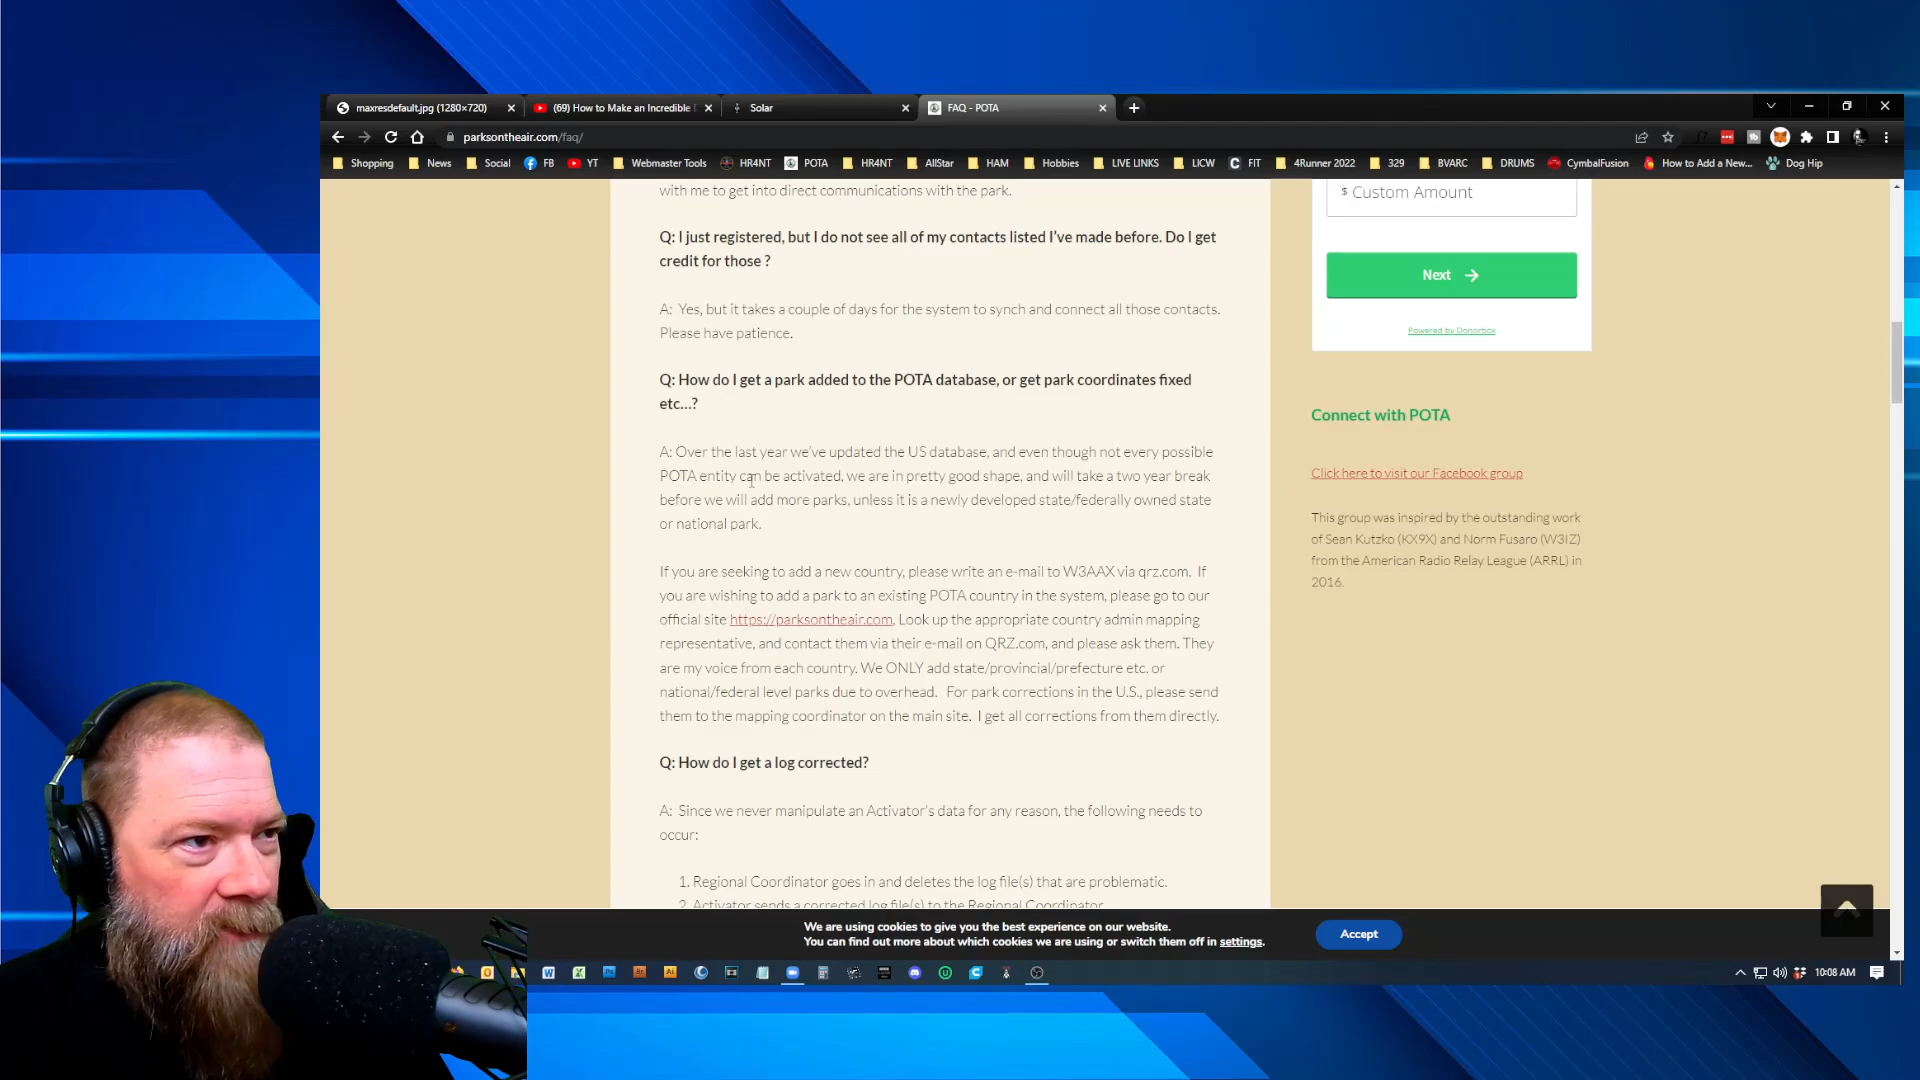 maxresdefault.jpg (1280×720)
(69) How to Make an Incredible
Solar
FAQ - POTA
parksontheair.com/faq/
Shopping News Social FB YT Webmaster Tools HR4NT POTA HR4NT AllStar HAM Hobbies LIVE LINKS LICW FIT 4Runner 2022 329 BVARC DRUMS CymbalFusion How to Add a New... Dog Hip
with me to get into direct communications with the park.
Q: I just registered, but I do not see all of my contacts listed I've made before. Do I get
credit for those ?
A: Yes, but it takes a couple of days for the system to synch and connect all those contacts.
Please have patience.
Q: How do I get a park added to the POTA database, or get park coordinates fixed
etc…?
A: Over the last year we've updated the US database, and even though not every possible
POTA entity can be activated, we are in pretty good shape, and will take a two year break
before we will add more parks, unless it is a newly developed state/federally owned state
or national park.
If you are seeking to add a new country, please write an e-mail to W3AAX via qrz.com. If
you are wishing to add a park to an existing POTA country in the system, please go to our
official site https://parksontheair.com, Look up the appropriate country admin mapping
representative, and contact them via their e-mail on QRZ.com, and please ask them. They
are my voice from each country. We ONLY add state/provincial/prefecture etc. or
national/federal level parks due to overhead. For park corrections in the U.S., please send
them to the mapping coordinator on the main site. I get all corrections from them directly.
Q: How do I get a log corrected?
A: Since we never manipulate an Activator's data for any reason, the following needs to
occur:
1. Regional Coordinator goes in and deletes the log file(s) that are problematic.
2. Activator sends a corrected log file(s) to the Regional Coordinator
$ Custom Amount
Next
Powered by Donorbox
Connect with POTA
Click here to visit our Facebook group
This group was inspired by the outstanding work
of Sean Kutzko (KX9X) and Norm Fusaro (W3IZ)
from the American Radio Relay League (ARRL) in
2016.
We are using cookies to give you the best experience on our website.
You can find out more about which cookies we are using or switch them off in settings.
Accept
10:08 AM